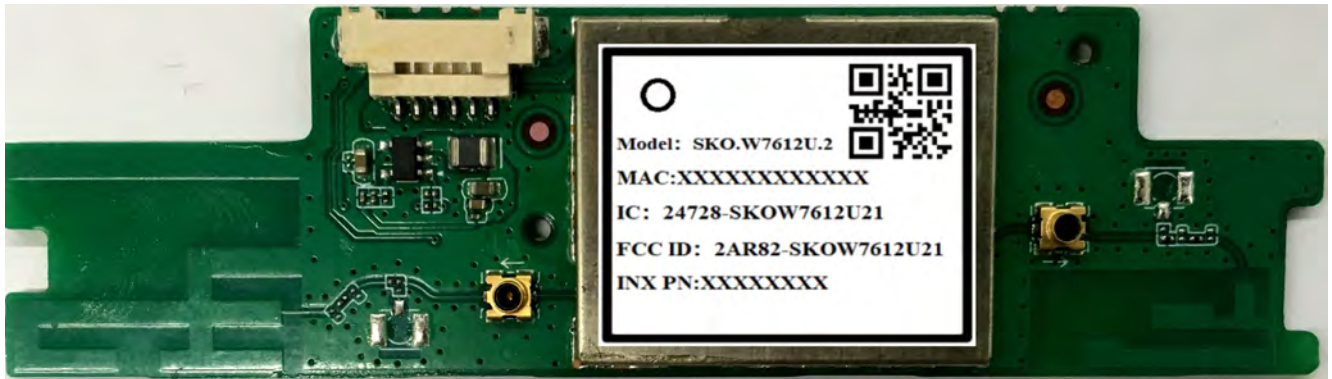 Model： SKO.W7612U.2
MAC:XXXXXXXXXXXX
IC： 24728-SKOW7612U21
FCC ID： 2AR82-SKOW7612U21
INX PN:XXXXXXXX